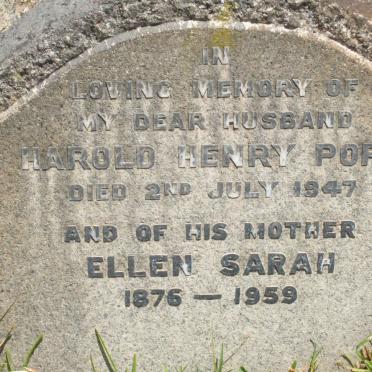 IN
LOVING MEMORY OF
MY DEAR HUSBAND
HAROLD HENRY
DIED 2ND JULY 1947
AND OF HIS MOTHER
ELLEN SARAH
1876 — 1959